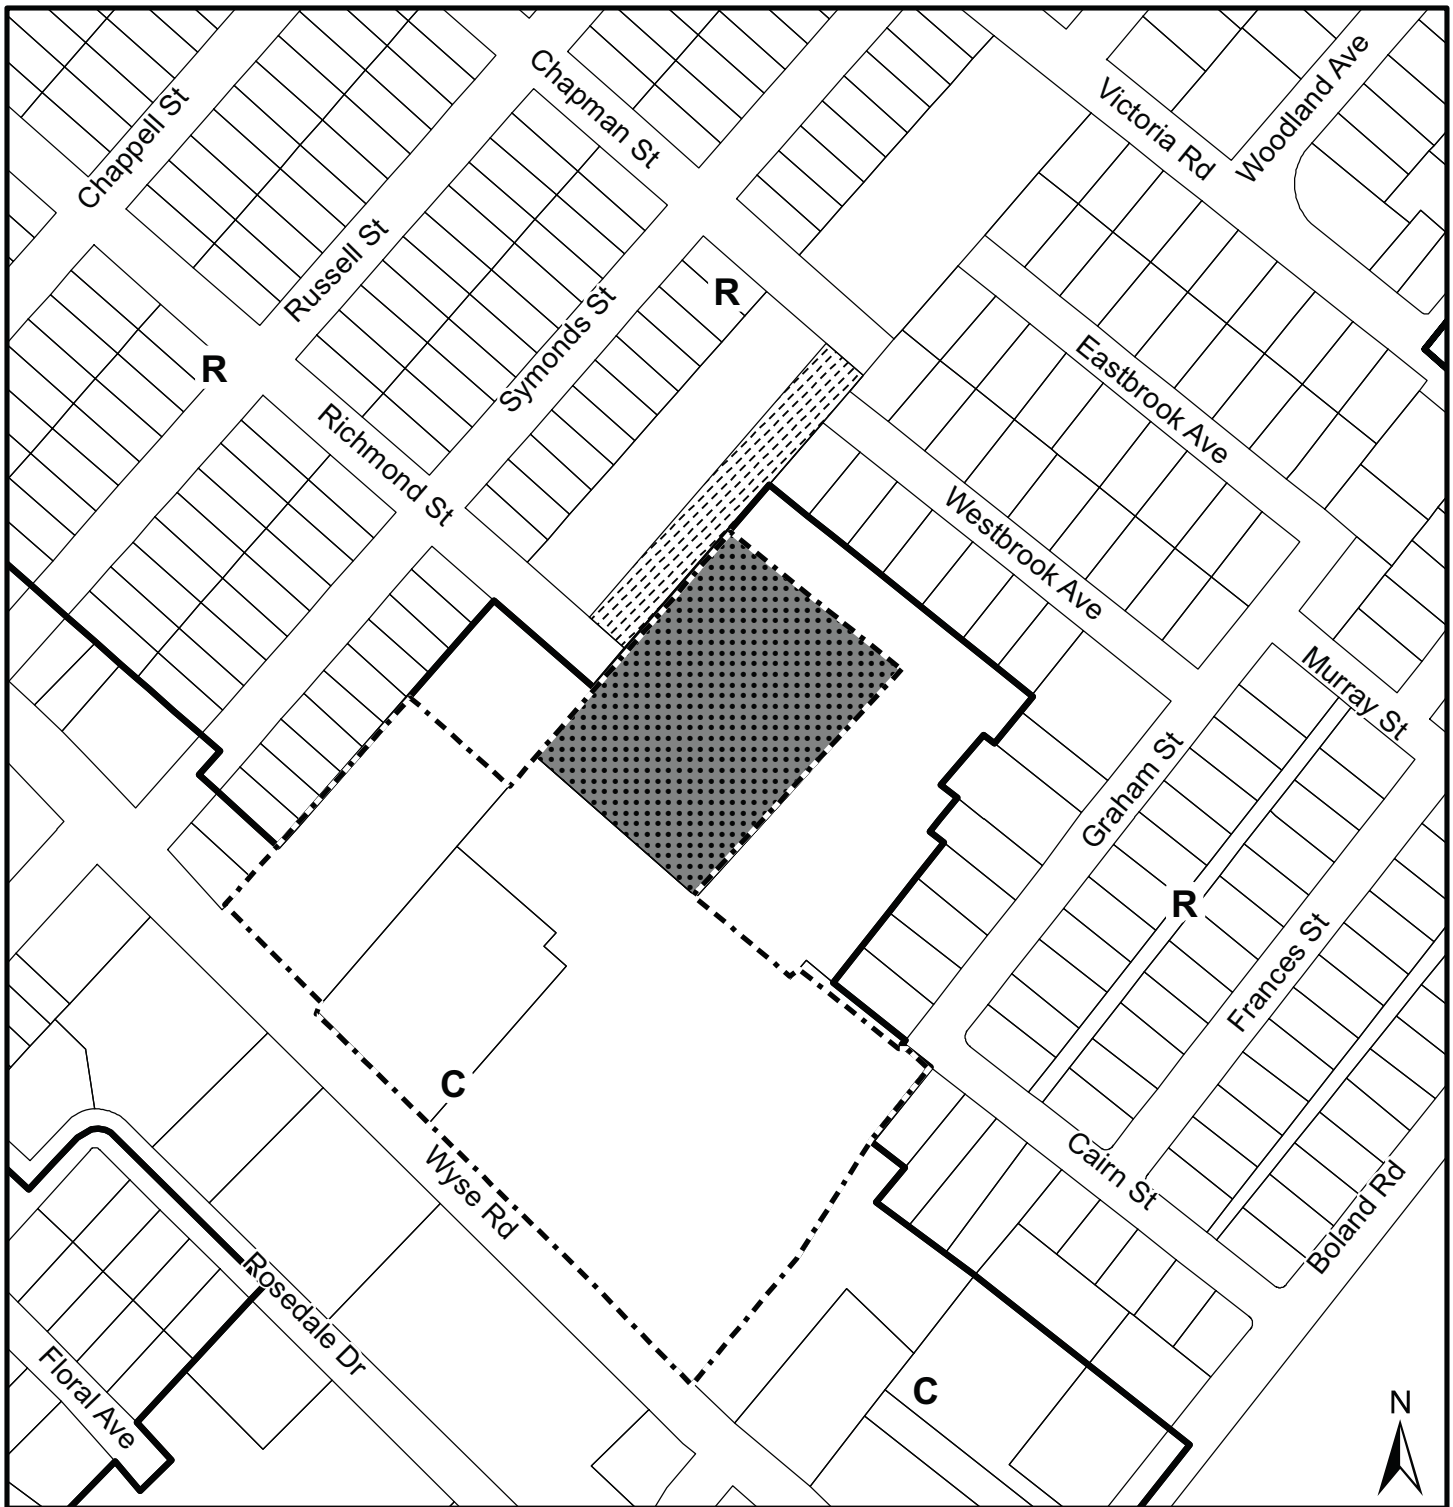 Chappell St
Chapman St
Victoria Rd
Woodland Ave
Russell St
R
Symonds St
R
Eastbrook Ave
Richmond St
Westbrook Ave
Murray St
Graham St
R
Frances St
C
Wyse Rd
Cairn St
Boland Rd
Rosedale Dr
Floral Ave
C
N